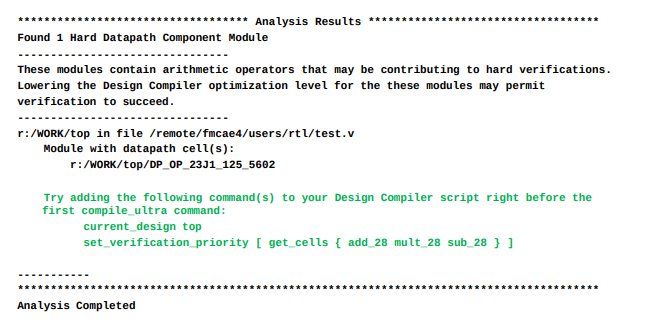 ********************************** Analysis Results **********************************
Found 1 Hard Datapath Component Module
--------------------------------
These modules contain arithmetic operators that may be contributing to hard verifications.
Lowering the Design Compiler optimization level for the these modules may permit
verification to succeed.
--------------------------------
r:/WORK/top in file /remote/fmcae4/users/rtl/test.v
    Module with datapath cell(s):
        r:/WORK/top/DP_OP_23J1_125_5602
    Try adding the following command(s) to your Design Compiler script right before the
    first compile_ultra command:
          current_design top
          set_verification_priority [ get_cells { add_28 mult_28 sub_28 } ]
-----------
****************************************************************************************
Analysis Completed